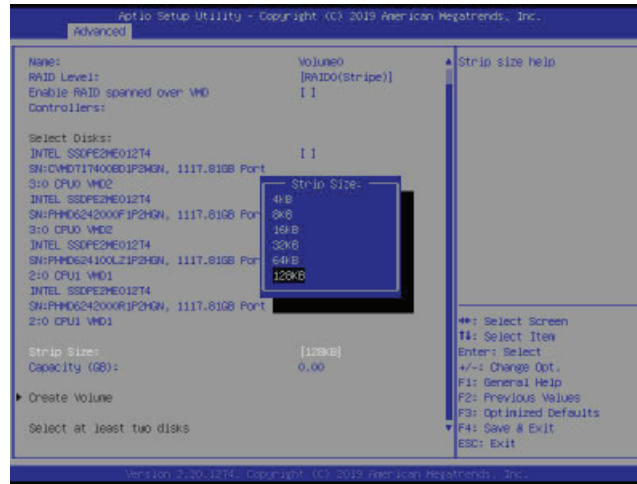 Aptio Setup Utility - Copyright (C) 2019 American Megatrends, Inc.
Advanced
Name: Volume0
RAID Level: [RAID0(Stripe)]
Enable RAID spanned over VMD [ ]
Controllers:
Select Disks:
INTEL SSDPE2ME012T4 [ ]
SN:CVMD717400BD1P2MGN, 1117.81GB Port
3:0 CPU0 VMD2
INTEL SSDPE2ME012T4
SN:PHMD6242000F1P2HGN, 1117.81GB Por
3:0 CPU0 VMD2
INTEL SSDPE2ME012T4
SN:PHMD624100LZ1P2HGN, 1117.81GB Por
2:0 CPU1 VMD1
INTEL SSDPE2ME012T4
SN:PHMD6242000R1P2HGN, 1117.81GB Port
2:0 CPU1 VMD1
Strip Size: [128KB]
Capacity (GB): 0.00
Create Volume
Select at least two disks
Strip Size:
4KB
8KB
16KB
32KB
64KB
128KB
Strip size help
→←: Select Screen
↑↓: Select Item
Enter: Select
+/-: Change Opt.
F1: General Help
F2: Previous Values
F3: Optimized Defaults
F4: Save & Exit
ESC: Exit
Version 2.20.1274. Copyright (C) 2019 American Megatrends, Inc.